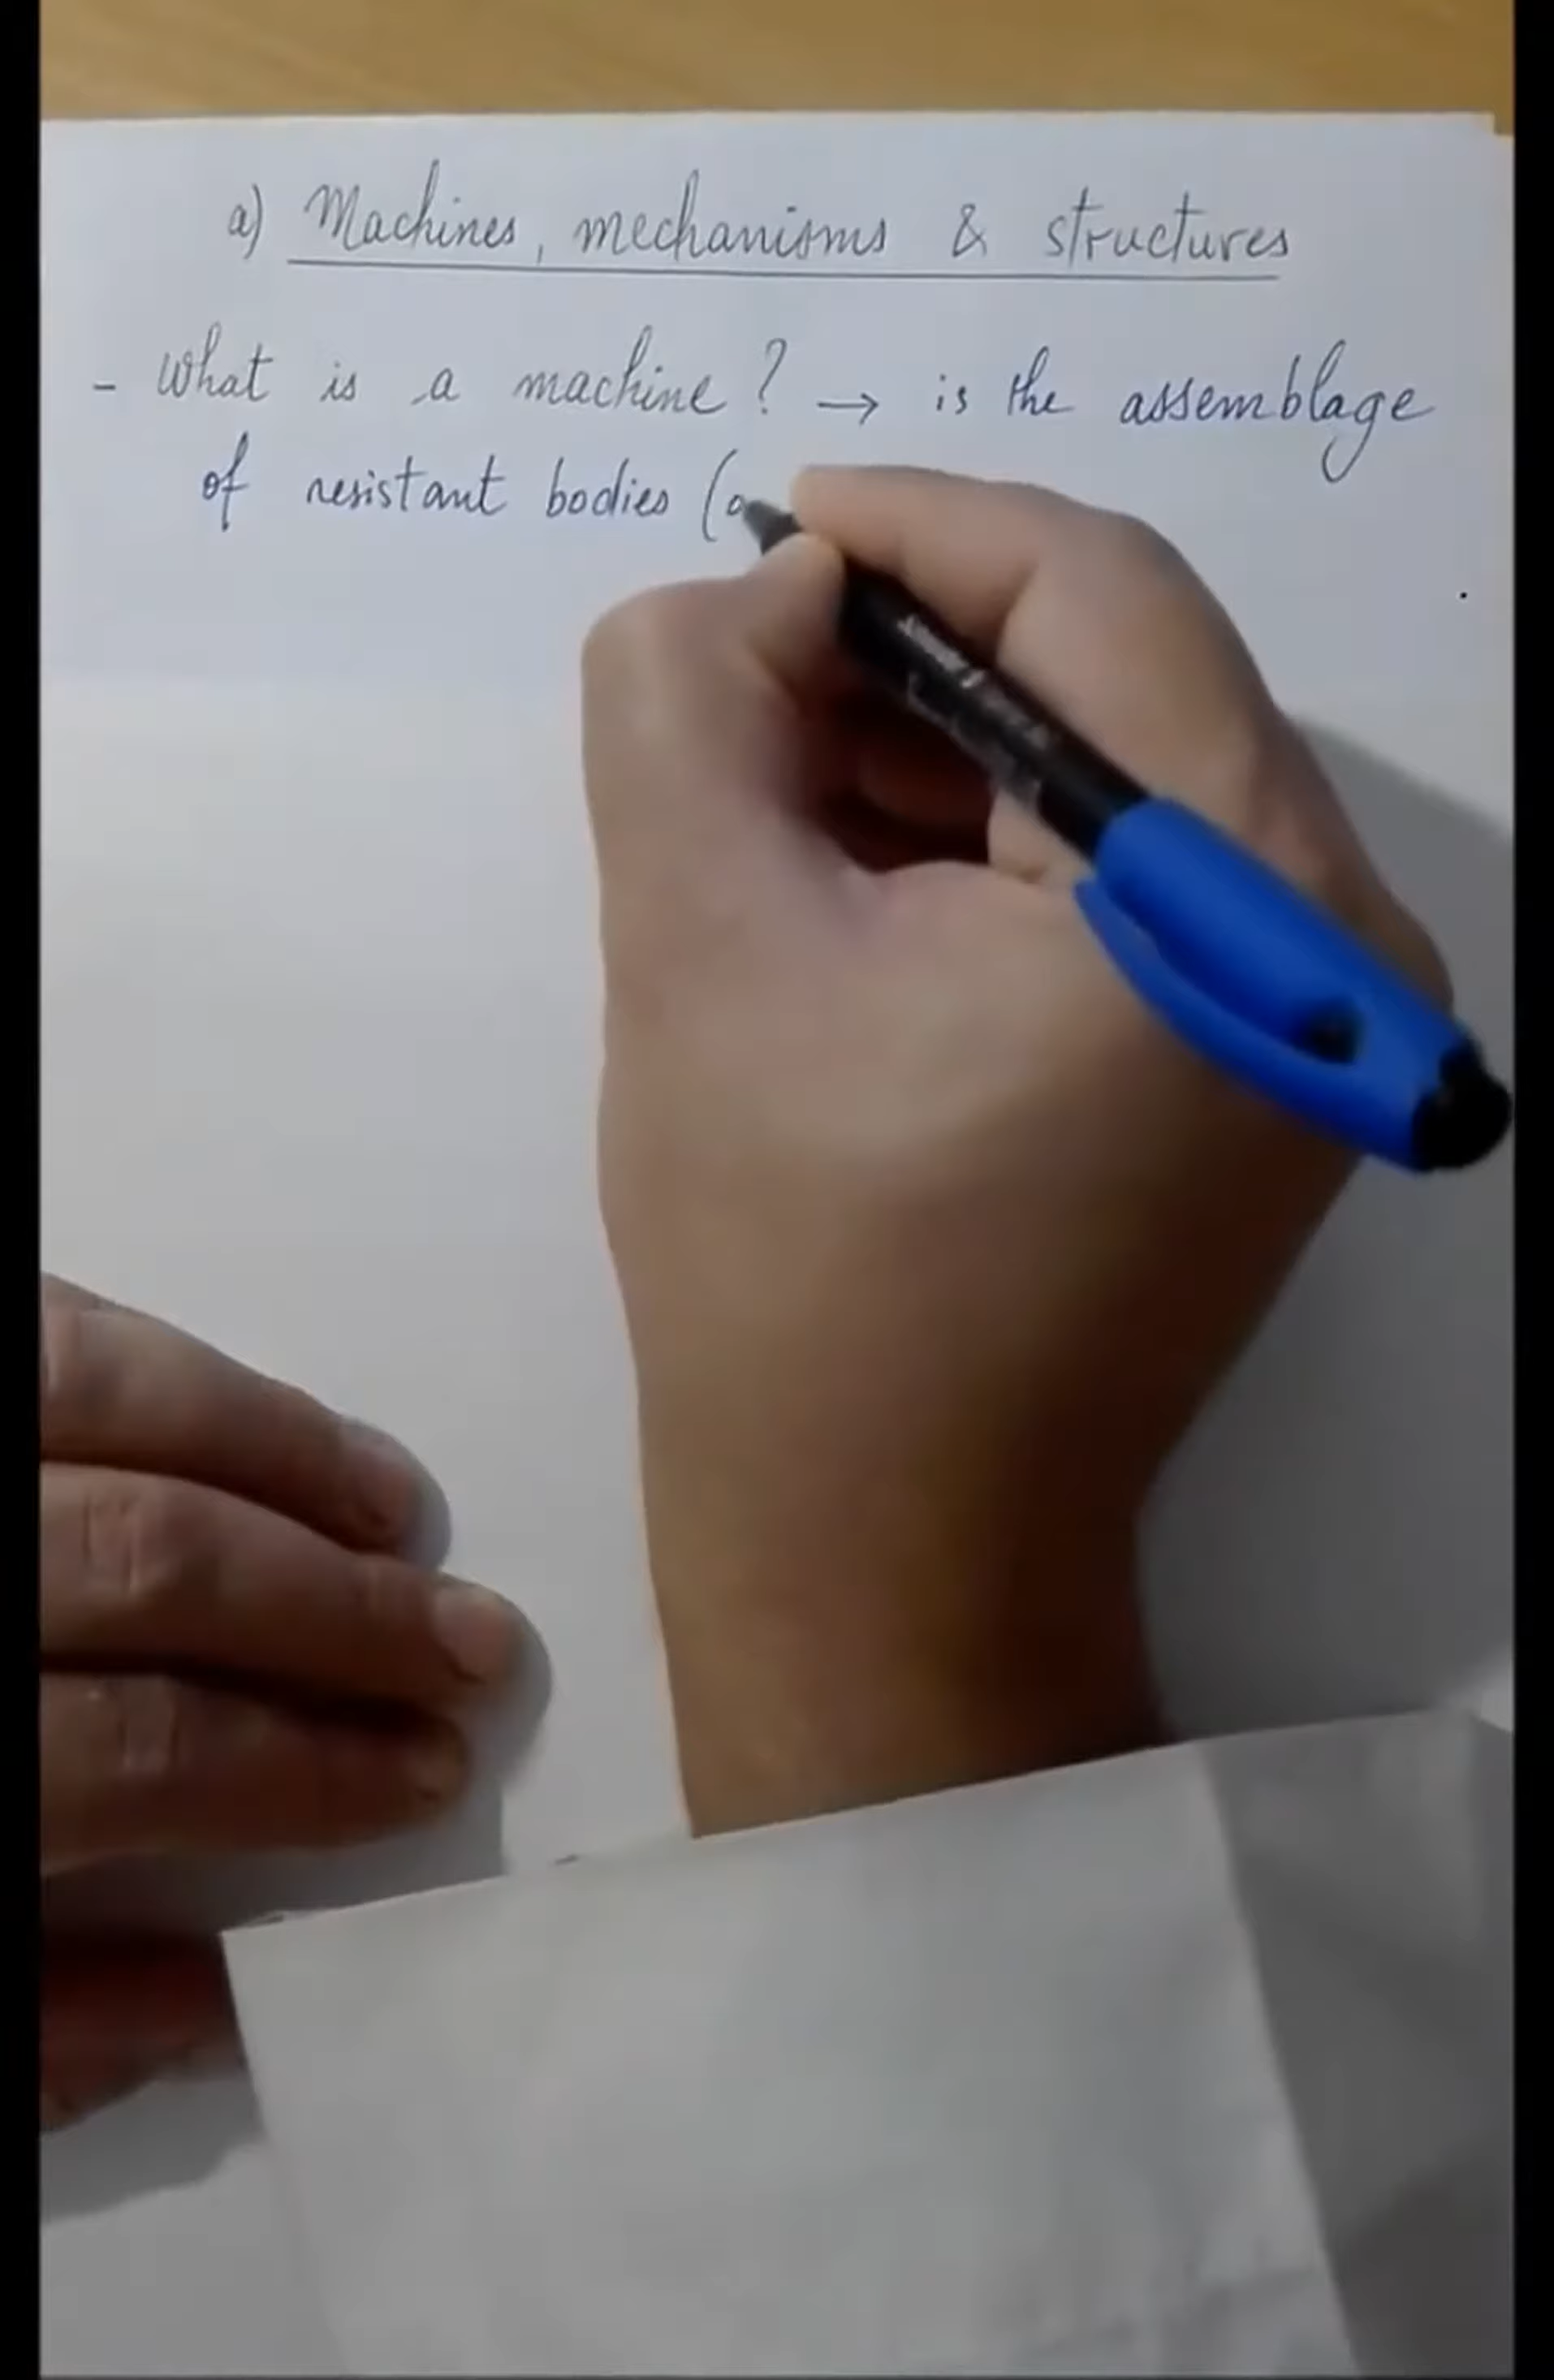 a) Machines, mechanisms & structures
- What is a machine? → is the assemblage
of resistant bodies (